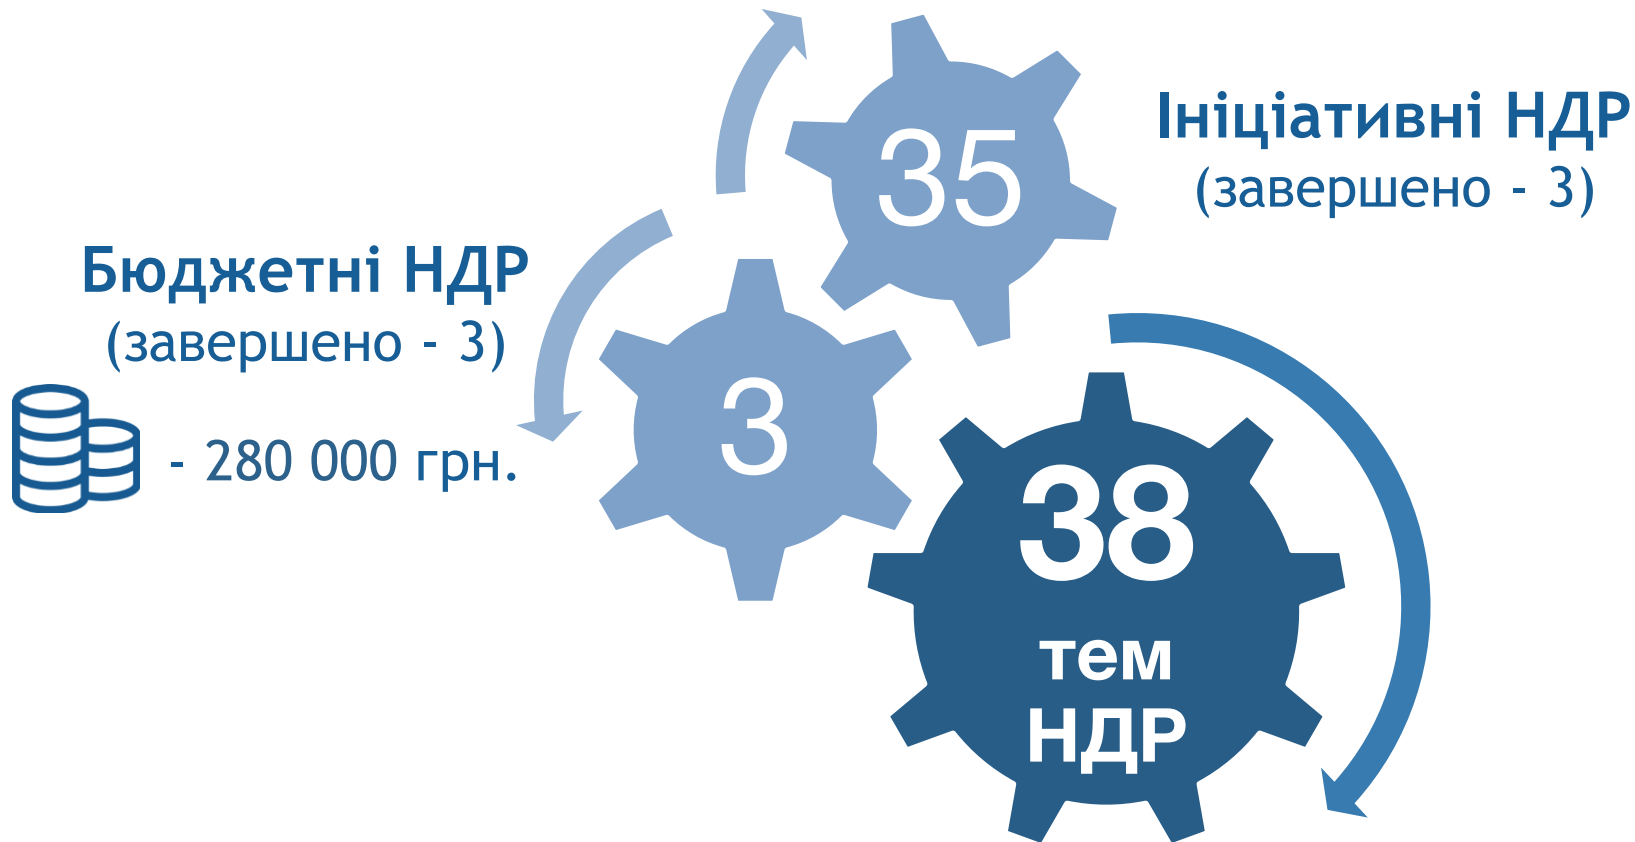 35
Ініціативні НДР
(завершено - 3)
Бюджетні НДР
(завершено - 3)
- 280 000 грн.
3
38
тем
НДР